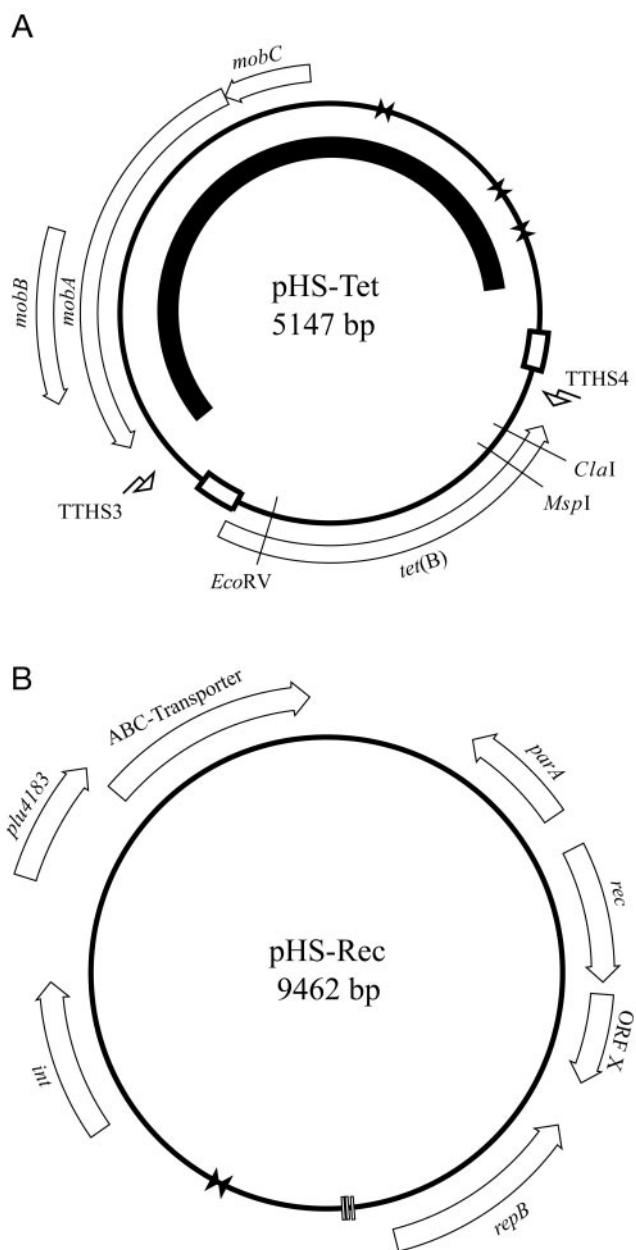 A
mobC
mobB
mobA
pHS-Tet
5147 bp
TTHS4
ClaI
MspI
TTHS3
EcoRV
tet(B)
B
ABC-Transporter
plu4183
parA
rec
pHS-Rec
9462 bp
ORF X
int
repB